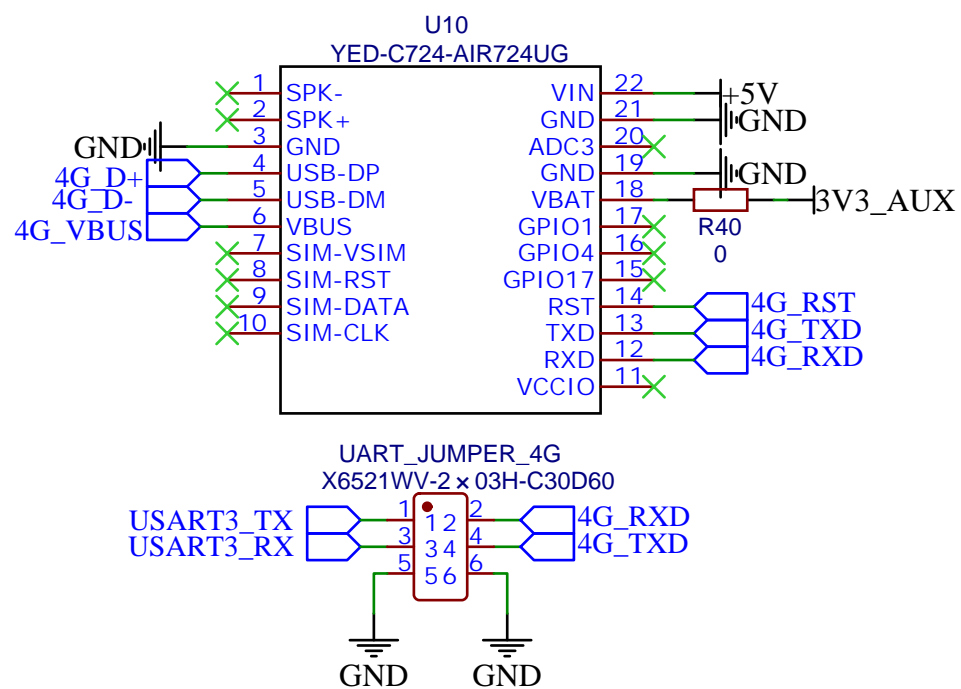 U10
YED-C724-AIR724UG
1 SPK-
2 SPK+
GND 3 GND
4G_D+ 4 USB-DP
4G_D- 5 USB-DM
4G_VBUS 6 VBUS
7 SIM-VSIM
8 SIM-RST
9 SIM-DATA
10 SIM-CLK
VIN 22 +5V
GND 21 GND
ADC3 20
GND 19 GND
VBAT 18 3V3_AUX
R40
0
GPIO1 17
GPIO4 16
GPIO17 15
RST 14 4G_RST
TXD 13 4G_TXD
RXD 12 4G_RXD
VCCIO 11
UART_JUMPER_4G
X6521WV-2×03H-C30D60
USART3_TX 1 1 2 2 4G_RXD
USART3_RX 3 3 4 4 4G_TXD
5 5 6 6
GND GND